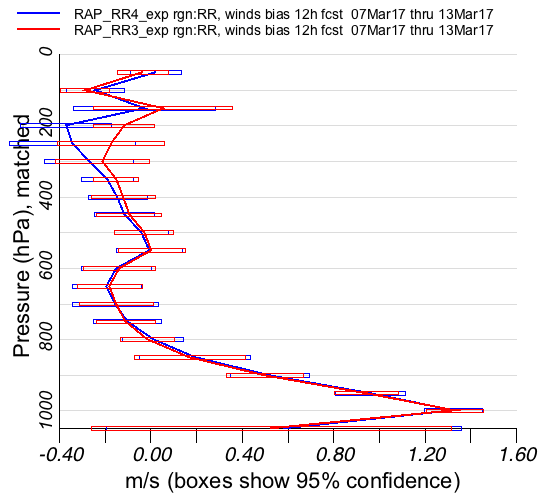 RAP_RR4_exp rgn:RR, winds bias 12h fcst  07Mar17 thru 13Mar17
RAP_RR3_exp rgn:RR, winds bias 12h fcst  07Mar17 thru 13Mar17
0
200
400
600
800
1000
Pressure (hPa), matched
-0.40 0.00 0.40 0.80 1.20 1.60
m/s (boxes show 95% confidence)